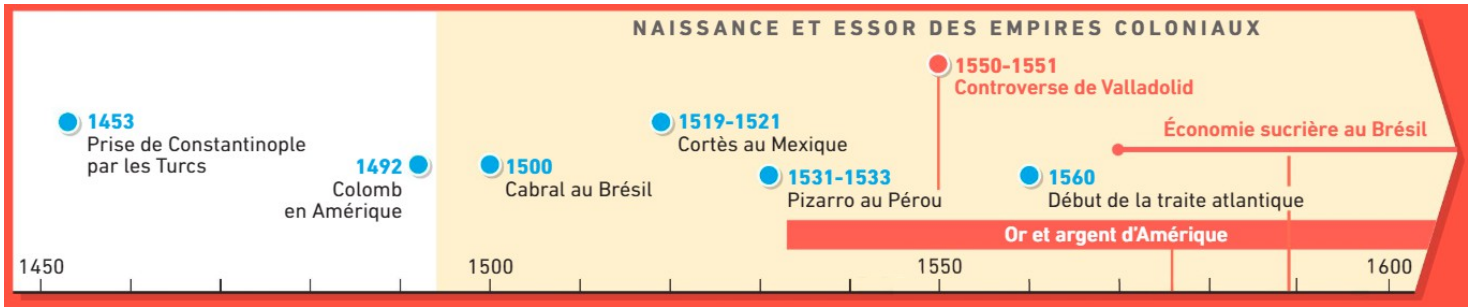 NAISSANCE ET ESSOR DES EMPIRES COLONIAUX
1453
Prise de Constantinople
par les Turcs
1492
Colomb
en Amérique
1500
Cabral au Brésil
1519-1521
Cortès au Mexique
1531-1533
Pizarro au Pérou
1550-1551
Controverse de Valladolid
1560
Début de la traite atlantique
Économie sucrière au Brésil
Or et argent d'Amérique
1450
1500
1550
1600